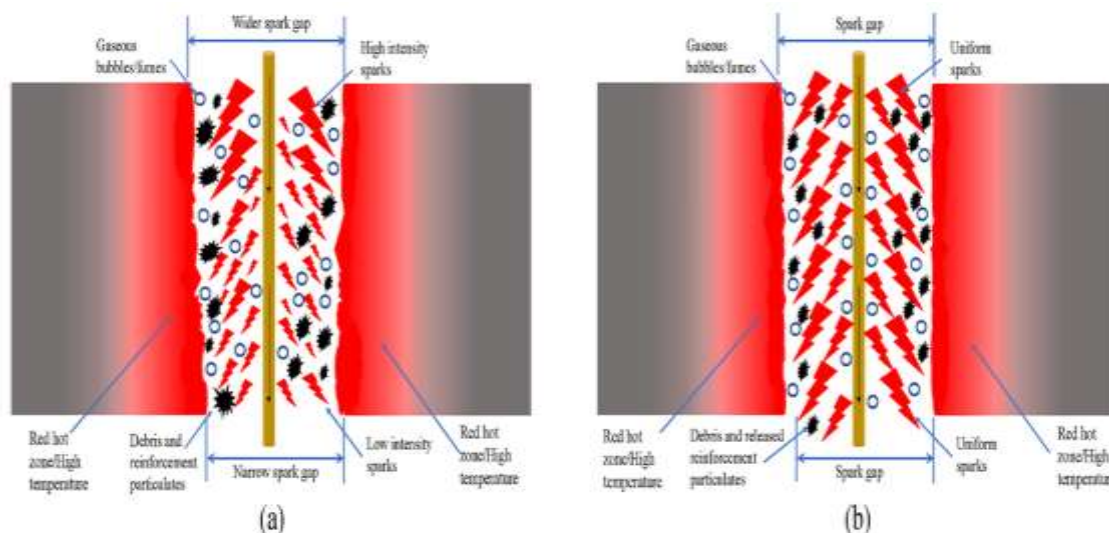 Wider spark gap
Gaseous
bubbles/fumes
High intensity
sparks
Red hot
zone/High
temperature
Debris and
reinforcement
particulates
Narrow spark gap
Low intensity
sparks
Red hot
zone/High
temperature
(a)
Spark gap
Gaseous
bubbles/fumes
Uniform
sparks
Red hot
zone/High
temperature
Debris and released
reinforcement
particulates
Spark gap
Uniform
sparks
Red hot
zone/High
temperature
(b)